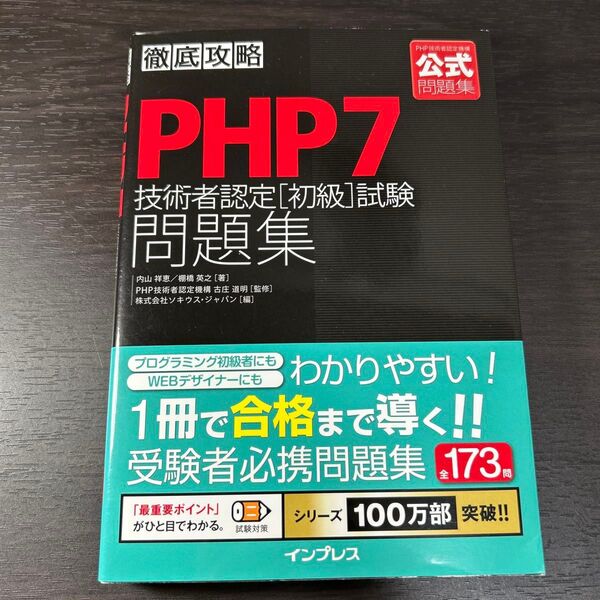 徹底攻略
PHP技術者認定機構
公式
問題集
PHP7
技術者認定［初級］試験
問題集
内山 祥恵／棚橋 英之［著］
PHP技術者認定機構 古庄 道明［監修］
株式会社ソキウス・ジャパン［編］
プログラミング初級者にも
WEBデザイナーにも
わかりやすい！
1冊で合格まで導く!!
受験者必携問題集
全173問
「最重要ポイント」
がひと目でわかる。
試験対策
シリーズ 100万部 突破!!
インプレス